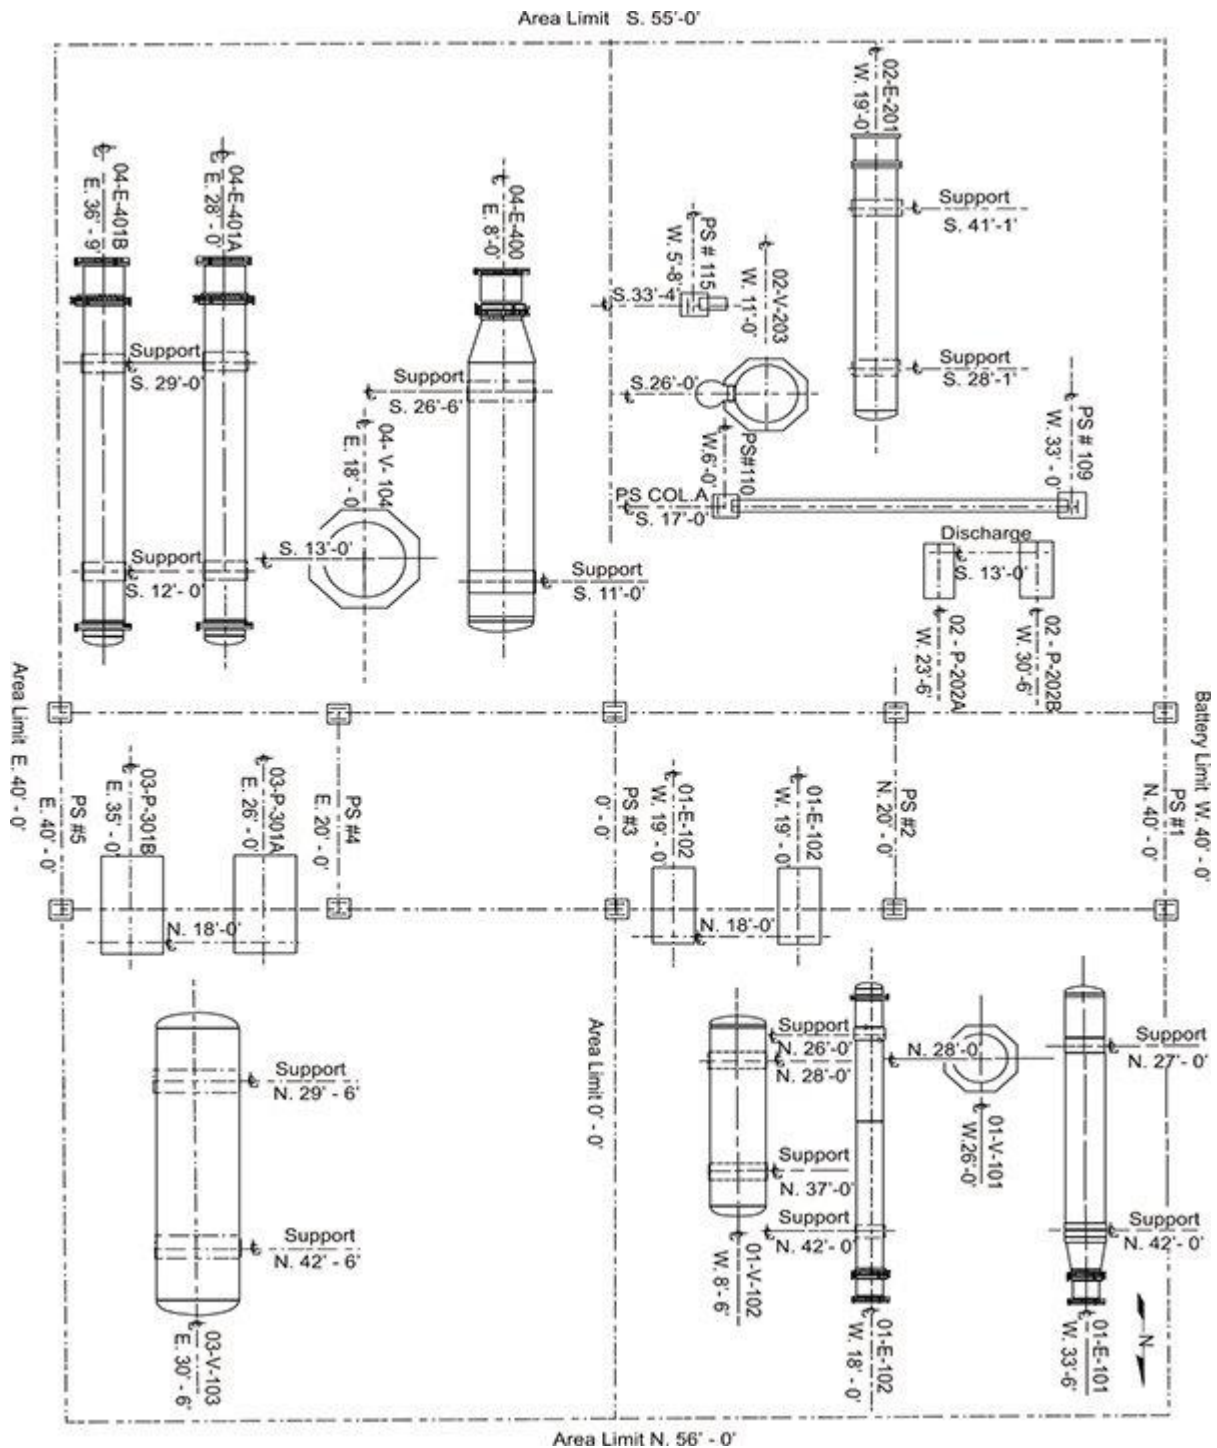 Area Limit S. 55'-0'
02-E-201
W. 19'-0'
Support
S. 41'-1'
04-E-401B
E. 36' - 9'
04-E-401A
E. 28' - 0'
04-E-400
E. 8'-0'
PS # 115
W. 5'-8'
S.33'-4'
02-V-203
W. 11'-0'
Support
S. 29'-0'
Support
S. 26'-6'
S.26'-0'
Support
S. 28'-1'
04- V- 104
E. 18' - 0'
PS#110
W.6'-0'
PS # 109
W. 33' - 0'
PS COL.A
S. 17'-0'
Discharge
S. 13'-0'
Support
S. 12'- 0'
S. 13'-0'
Support
S. 11'-0'
02 - P-202A
W. 23'-6'
02 - P-202B
W. 30'-6'
Area Limit E. 40' - 0'
PS #5
E. 40' - 0'
03-P-301B
E. 35' - 0'
03-P-301A
E. 26' - 0'
PS #4
E. 20' - 0'
PS #3
0' - 0'
01-E-102
W. 19' - 0'
01-E-102
W. 19' - 0'
PS #2
N. 20' - 0'
PS #1
N. 40' - 0'
Battery Limit W. 40' - 0'
N. 18'-0'
N. 18'-0'
Area Limit 0' - 0'
Support
N. 26'-0'
N. 28'-0'
N. 28'-0'
Support
N. 27'- 0'
Support
N. 29' - 6'
01-V-101
W.26'-0'
Support
N. 37'-0'
Support
N. 42'- 0'
Support
N. 42'- 0'
Support
N. 42' - 6'
01-V-102
W. 8'- 6'
03-V-103
E. 30' - 6'
01-E-102
W. 18' - 0'
01-E-101
W. 33'-6'
N
Area Limit N. 56' - 0'